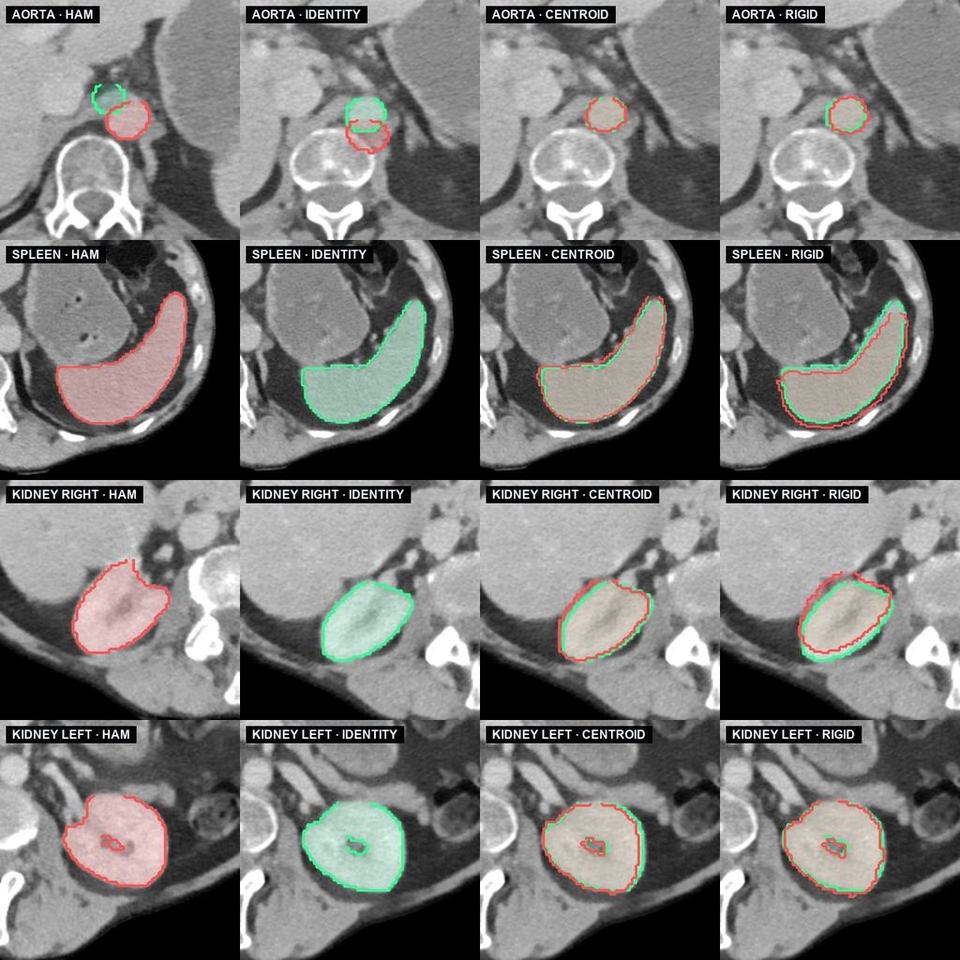 AORTA · HAM
AORTA · IDENTITY
AORTA · CENTROID
AORTA · RIGID
SPLEEN · HAM
SPLEEN · IDENTITY
SPLEEN · CENTROID
SPLEEN · RIGID
KIDNEY RIGHT · HAM
KIDNEY RIGHT · IDENTITY
KIDNEY RIGHT · CENTROID
KIDNEY RIGHT · RIGID
KIDNEY LEFT · HAM
KIDNEY LEFT · IDENTITY
KIDNEY LEFT · CENTROID
KIDNEY LEFT · RIGID